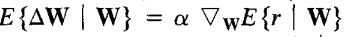 E{ΔW | W} = α ▽_W E{r | W}